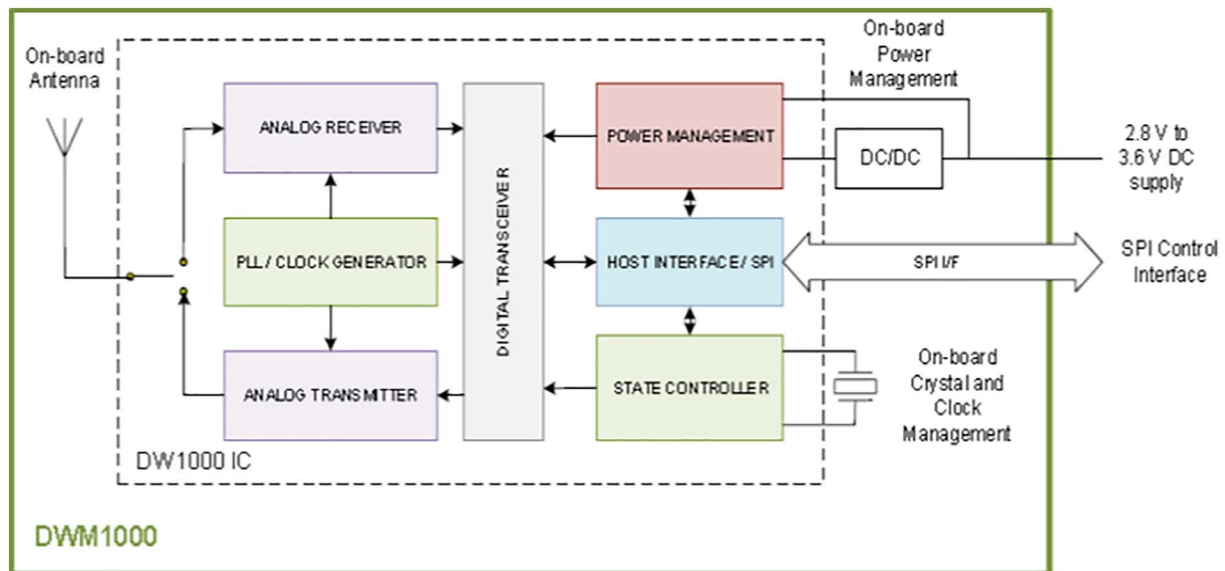 On-board
Antenna
ANALOG RECEIVER
PLL / CLOCK GENERATOR
ANALOG TRANSMITTER
DIGITAL TRANSCEIVER
POWER MANAGEMENT
HOST INTERFACE / SPI
STATE CONTROLLER
On-board
Power
Management
DC/DC
2.8 V to
3.6 V DC
supply
SPI I/F
SPI Control
Interface
On-board
Crystal and
Clock
Management
DW1000 IC
DWM1000